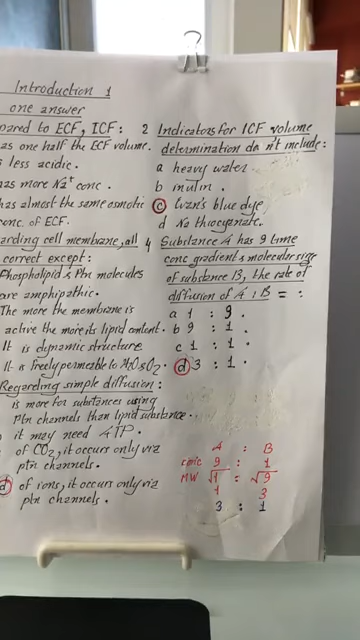 Introduction 1
one answer
pared to ECF, ICF:
as one half the ECF volume.
s less acidic.
has more Na+ conc.
has almost the same osmotic
conc. of ECF.
arding cell membrane, all
correct except:
Phospholipid & Ptn molecules
are amphipathic.
The more the membrane is
active the more its lipid content.
It is dynamic structure
It is freely permeable to H2O & O2.
Regarding simple diffusion:
is more for substances using
Ptn channels than lipid substance.
it may need ATP.
of CO2, it occurs only via
ptn channels.
d of ions, it occurs only via
ptn channels.
2 Indicators for ICF volume
determination do n't include:
a heavy water.
b inulin.
c Evan's blue dye
d Na thiocyanate.
4 Substance A has 9 time
conc gradient & molecular size
of substance B, the rate of
diffusion of A : B = :
a 1 : 9.
b 9 : 1.
c 1 : 1.
d 3 : 1.
A : B
conc 9 : 1
MW √1 : √9
1 3
3 : 1